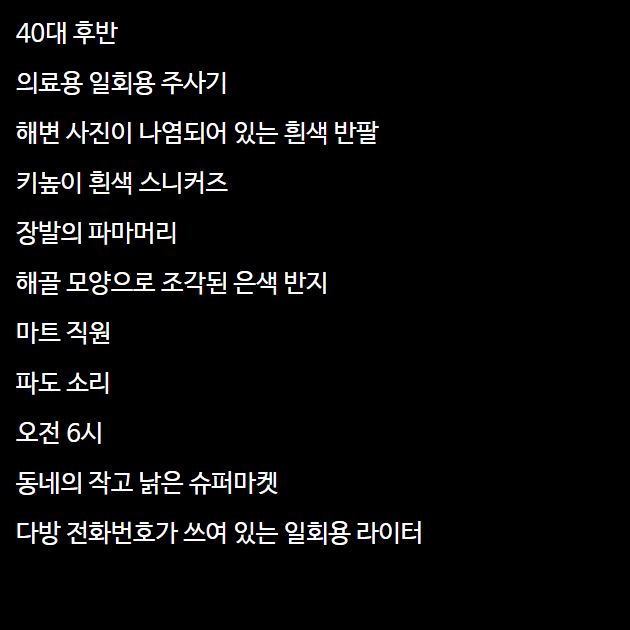 40대 후반
의료용 일회용 주사기
해변 사진이 나염되어 있는 흰색 반팔
키높이 흰색 스니커즈
장발의 파마머리
해골 모양으로 조각된 은색 반지
마트 직원
파도 소리
오전 6시
동네의 작고 낡은 슈퍼마켓
다방 전화번호가 쓰여 있는 일회용 라이터